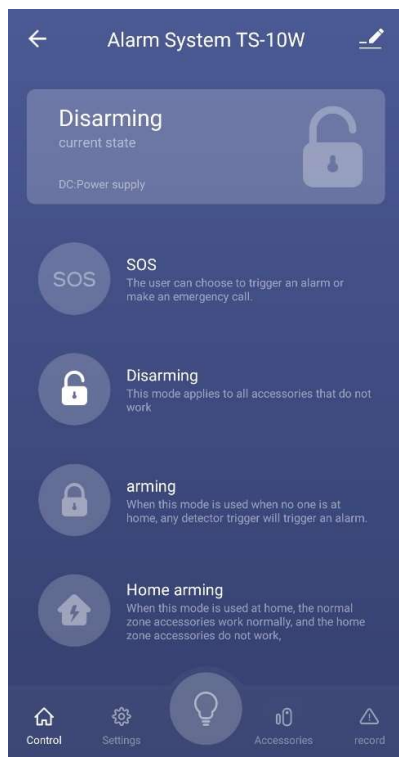 Alarm System TS-10W
Disarming
current state
DC:Power supply
SOS
SOS
The user can choose to trigger an alarm or
make an emergency call.
Disarming
This mode applies to all accessories that do not
work
arming
When this mode is used when no one is at
home, any detector trigger will trigger an alarm.
Home arming
When this mode is used at home, the normal
zone accessories work normally, and the home
zone accessories do not work,
Control
Settings
Accessories
record